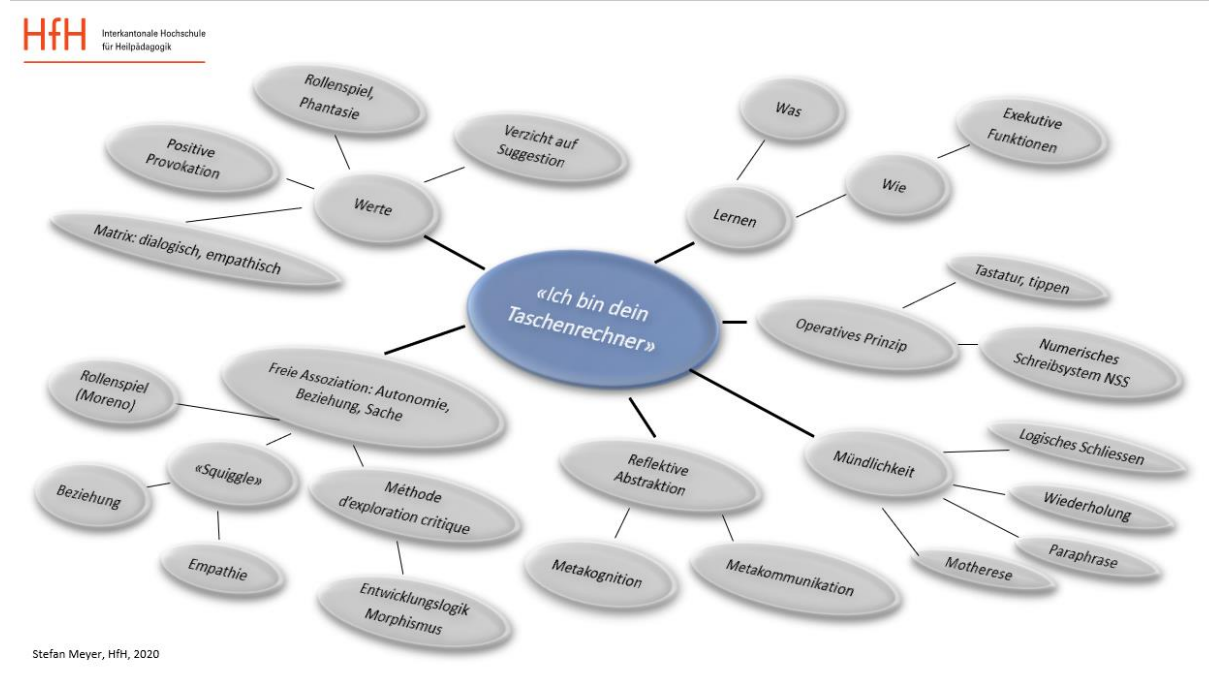 HfH
Interkantonale Hochschule
für Heilpädagogik
Rollenspiel,
Phantasie
Positive
Provokation
Verzicht auf
Suggestion
Werte
Matrix: dialogisch, empathisch
Was
Exekutive
Funktionen
Wie
Lernen
«Ich bin dein
Taschenrechner»
Tastatur, tippen
Operatives Prinzip
Numerisches
Schreibsystem NSS
Freie Assoziation: Autonomie,
Beziehung, Sache
Rollenspiel
(Moreno)
«Squiggle»
Beziehung
Empathie
Méthode
d'exploration critique
Entwicklungslogik
Morphismus
Reflektive
Abstraktion
Metakognition
Metakommunikation
Mündlichkeit
Logisches Schliessen
Wiederholung
Paraphrase
Motherese
Stefan Meyer, HfH, 2020